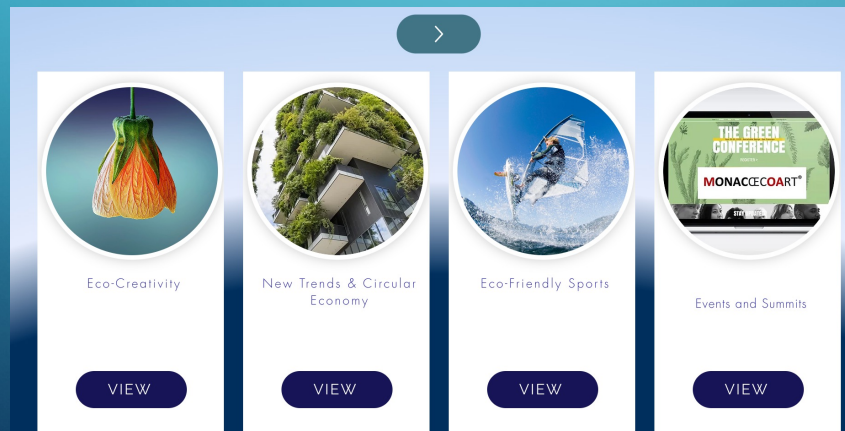 Eco-Creativity
New Trends & Circular
Economy
Eco-Friendly Sports
THE GREEN
CONFERENCE
MONACŒCOART®
Events and Summits
VIEW
VIEW
VIEW
VIEW